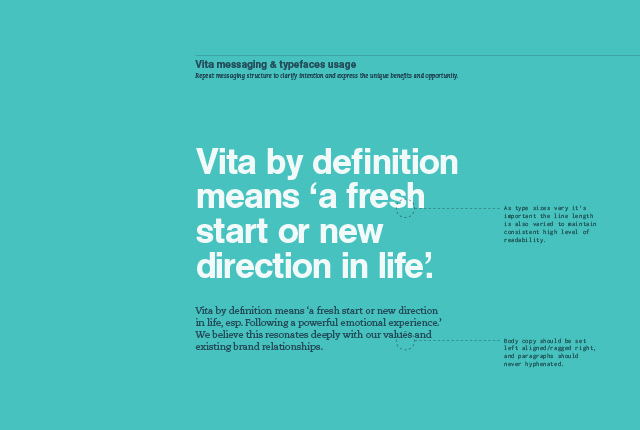 Vita messaging & typefaces usage
Repeat messaging structure to clarify intention and express the unique benefits and opportunity.
Vita by definition
means ‘a fresh
start or new
direction in life’.
As type sizes vary it's
important the line length
is also varied to maintain
consistent high level of
readability.
Vita by definition means ‘a fresh start or new direction
in life, esp. Following a powerful emotional experience.’
We believe this resonates deeply with our values and
existing brand relationships.
Body copy should be set
left aligned/ragged right,
and paragraphs should
never hyphenated.